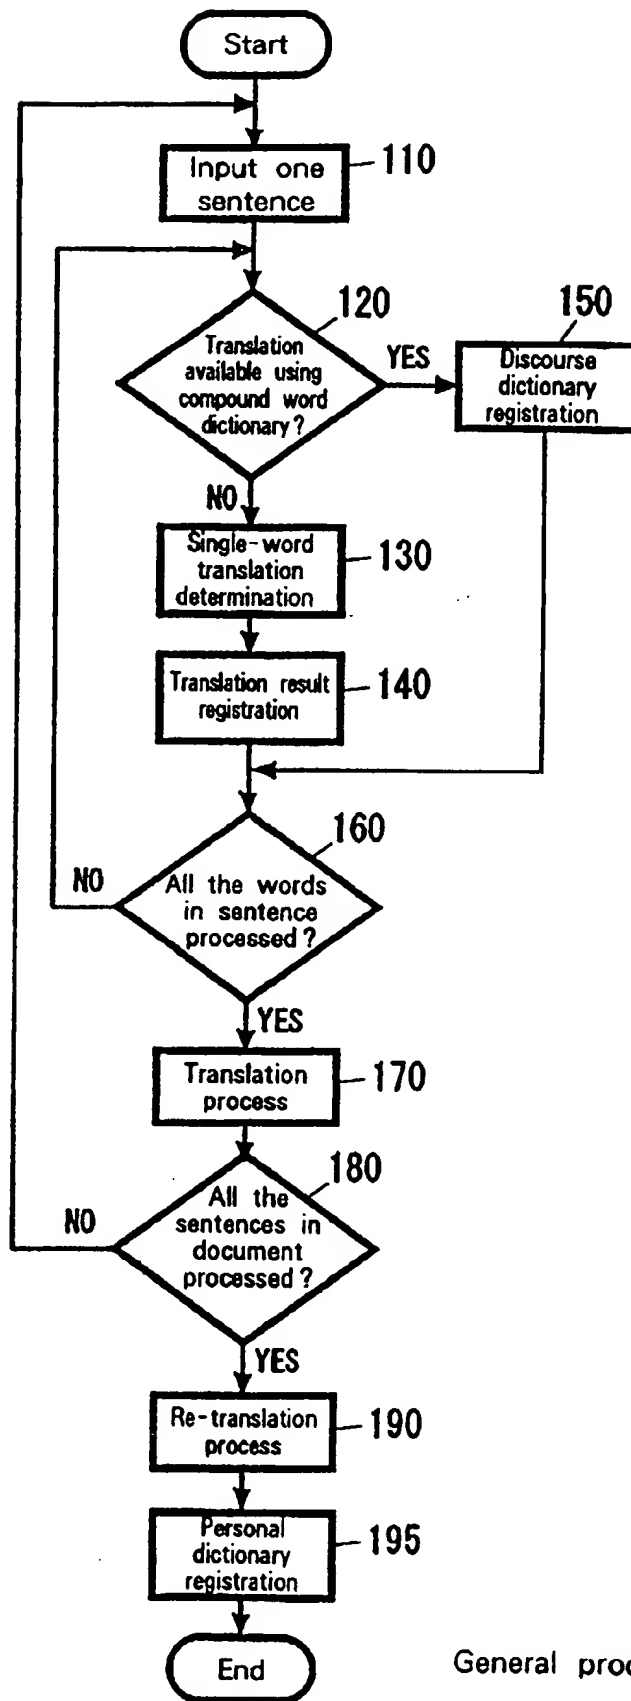 Start
Input one
sentence
110
120
Translation
available using
compound word
dictionary?
YES
150
Discourse
dictionary
registration
NO
Single-word
translation
determination
130
Translation result
registration
140
160
All the words
in sentence
processed?
NO
YES
Translation
process
170
180
All the
sentences in
document
processed?
NO
YES
Re-translation
process
190
Personal
dictionary
registration
195
End
General proc